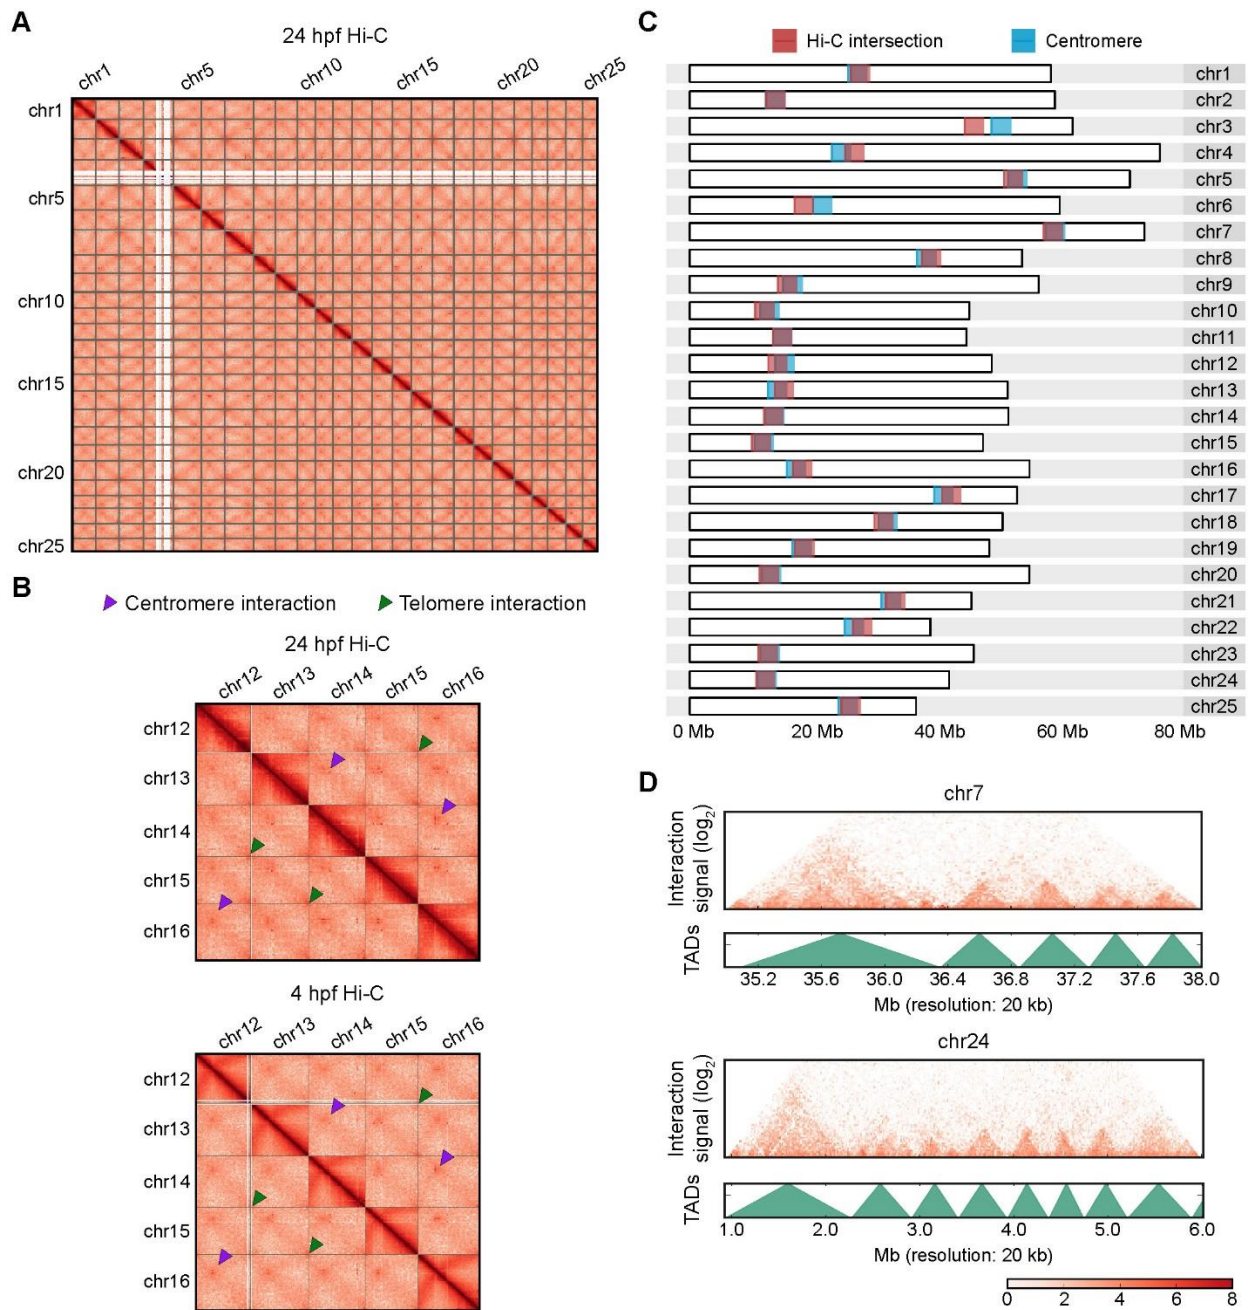 A
24 hpf Hi-C
chr1 chr5 chr10 chr15 chr20 chr25
chr1
chr5
chr10
chr15
chr20
chr25
B
Centromere interaction Telomere interaction
24 hpf Hi-C
chr12 chr13 chr14 chr15 chr16
chr12
chr13
chr14
chr15
chr16
4 hpf Hi-C
chr12 chr13 chr14 chr15 chr16
chr12
chr13
chr14
chr15
chr16
C
Hi-C intersection Centromere
chr1
chr2
chr3
chr4
chr5
chr6
chr7
chr8
chr9
chr10
chr11
chr12
chr13
chr14
chr15
chr16
chr17
chr18
chr19
chr20
chr21
chr22
chr23
chr24
chr25
0 Mb 20 Mb 40 Mb 60 Mb 80 Mb
D
chr7
Interaction
signal (log2)
TADs
35.2 35.6 36.0 36.4 36.8 37.2 37.6 38.0
Mb (resolution: 20 kb)
chr24
Interaction
signal (log2)
TADs
1.0 2.0 3.0 4.0 5.0 6.0
Mb (resolution: 20 kb)
0 2 4 6 8